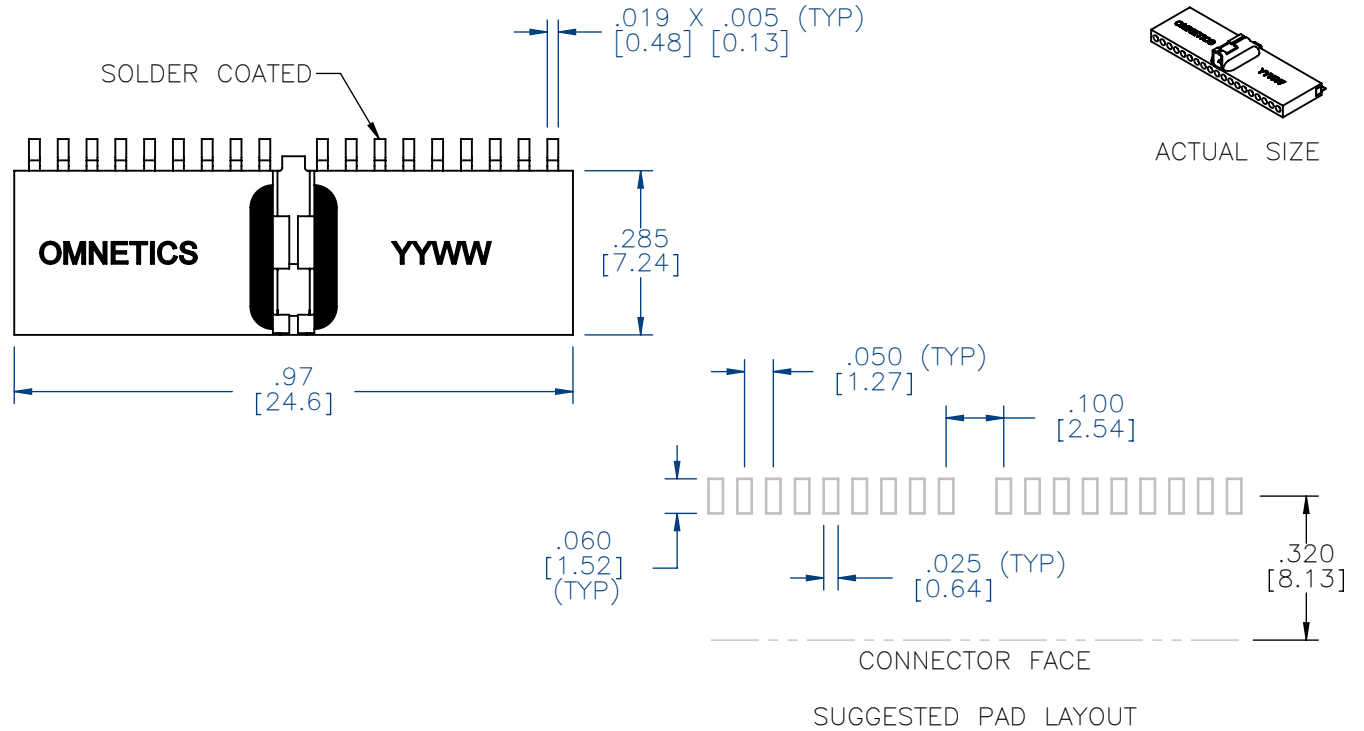 .019 X .005 (TYP)
[0.48] [0.13]
SOLDER COATED
OMNETICS
YYWW
ACTUAL SIZE
OMNETICS
YYWW
.285
[7.24]
.97
[24.6]
.050 (TYP)
[1.27]
.100
[2.54]
.060
[1.52]
(TYP)
.025 (TYP)
[0.64]
.320
[8.13]
CONNECTOR FACE
SUGGESTED PAD LAYOUT